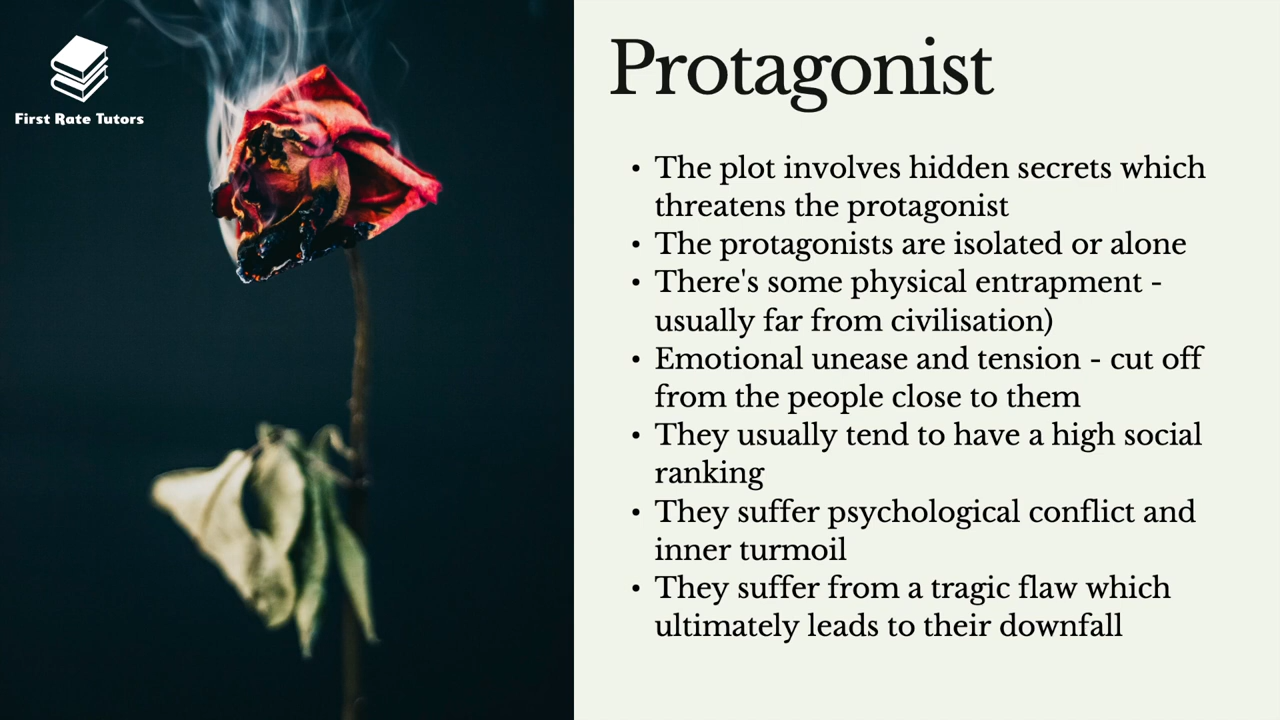 First Rate Tutors
Protagonist
• The plot involves hidden secrets which
threatens the protagonist
• The protagonists are isolated or alone
• There's some physical entrapment -
usually far from civilisation)
• Emotional unease and tension - cut off
from the people close to them
• They usually tend to have a high social
ranking
• They suffer psychological conflict and
inner turmoil
• They suffer from a tragic flaw which
ultimately leads to their downfall